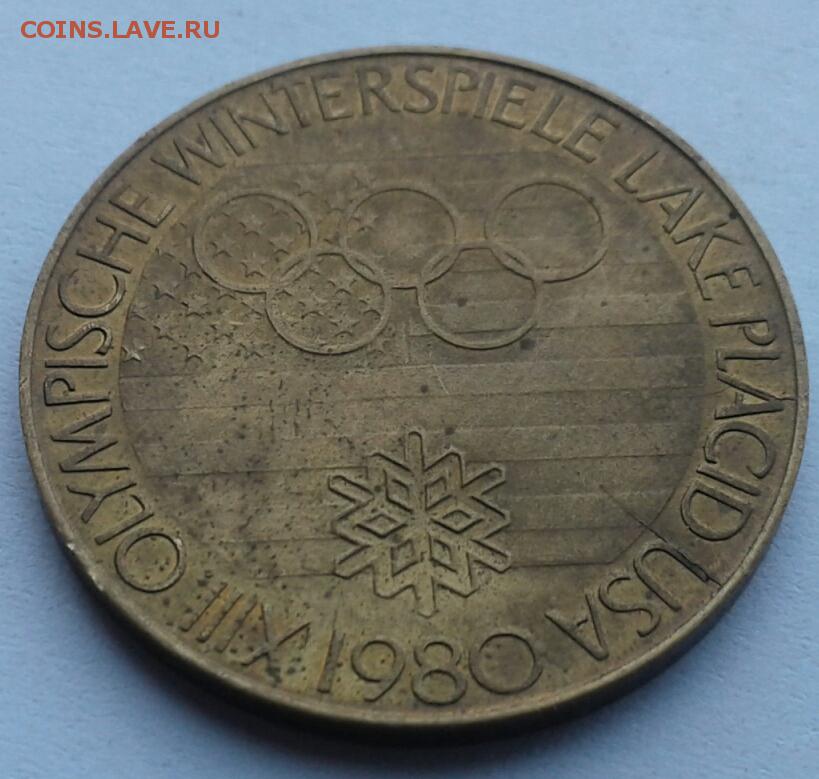 COINS.LAVE.RU
XIII OLYMPISCHE WINTERSPIELE LAKE PLACID USA 1980